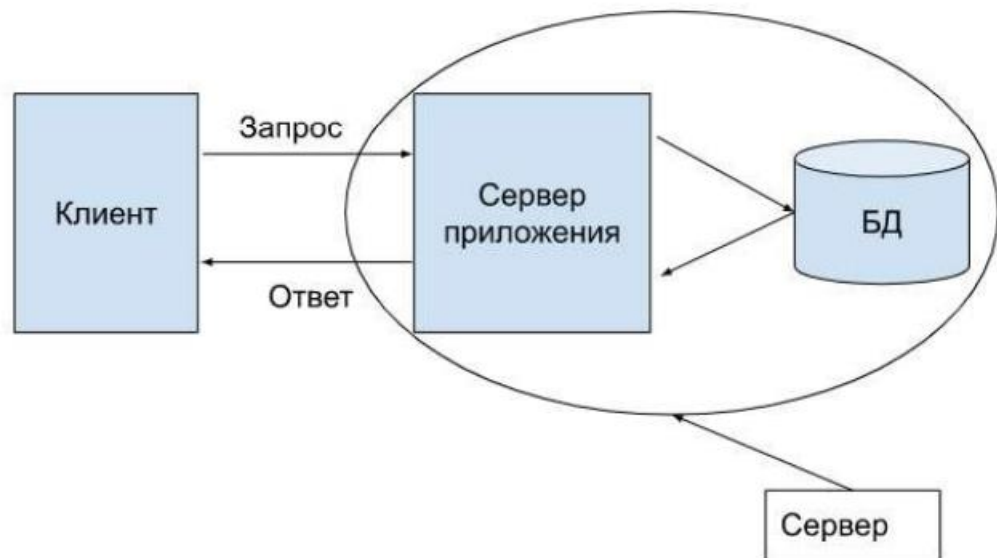 Клиент
Запрос
Ответ
Сервер
приложения
БД
Сервер